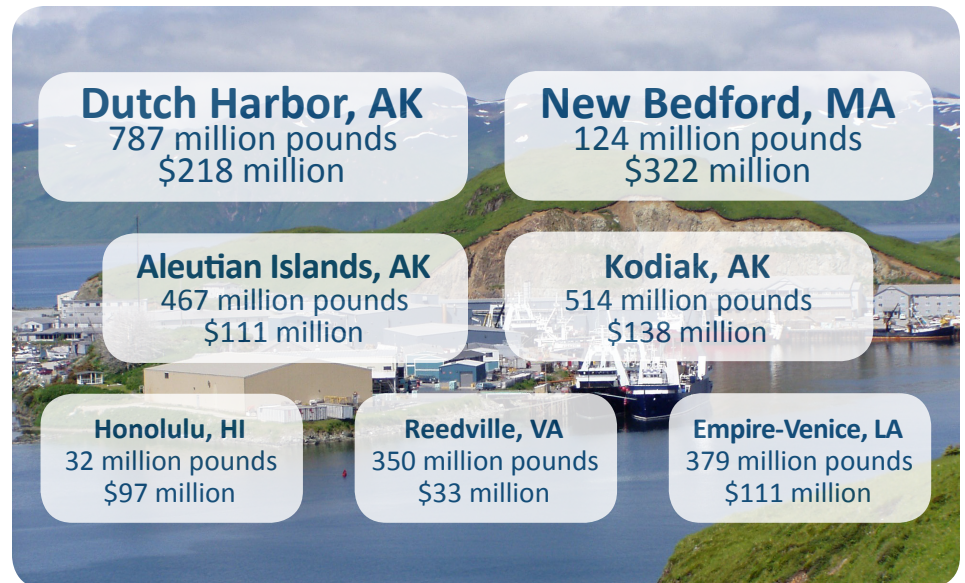 Dutch Harbor, AK
787 million pounds
$218 million
New Bedford, MA
124 million pounds
$322 million
Aleutian Islands, AK
467 million pounds
$111 million
Kodiak, AK
514 million pounds
$138 million
Honolulu, HI
32 million pounds
$97 million
Reedville, VA
350 million pounds
$33 million
Empire-Venice, LA
379 million pounds
$111 million